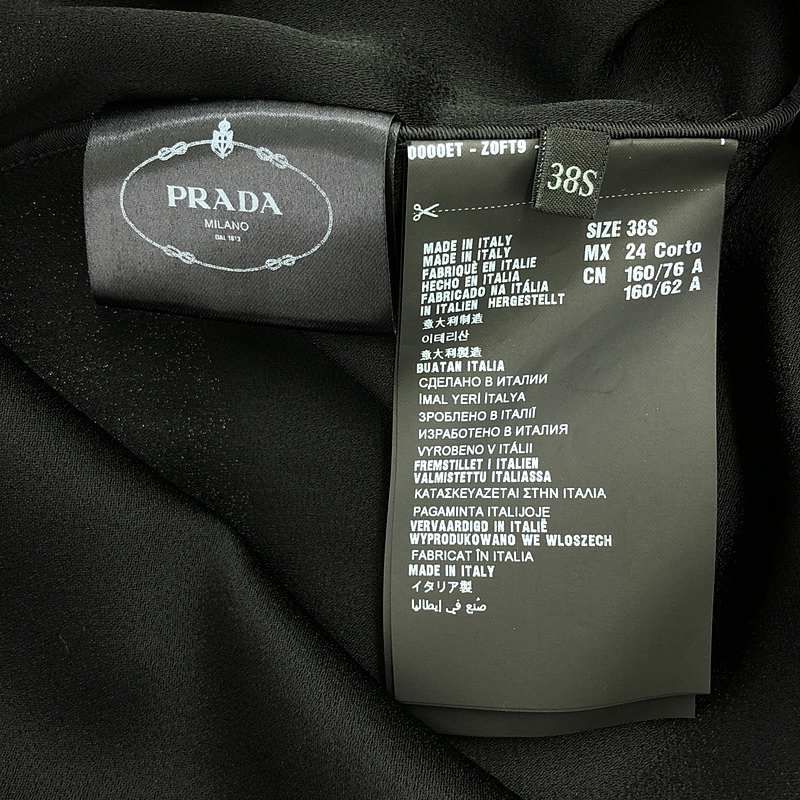 PRADA
MILANO
DAL 1913
0000ET - Z0FT9 -
38S
SIZE 38S
MX 24 Corto
CN 160/76 A
160/62 A
MADE IN ITALY
MADE IN ITALY
FABRIQUÉ EN ITALIE
HECHO EN ITALIA
FABRICADO NA ITÁLIA
IN ITALIEN HERGESTELLT
意大利制造
이태리산
意大利製造
BUATAN ITALIA
СДЕЛАНО В ИТАЛИИ
İMAL YERİ İTALYA
ЗРОБЛЕНО В ІТАЛІЇ
ИЗРАБОТЕНО В ИТАЛИЯ
VYROBENO V ITÁLII
FREMSTILLET I ITALIEN
VALMISTETTU ITALIASSA
ΚΑΤΑΣΚΕΥΑΖΕΤΑΙ ΣΤΗΝ ΙΤΑΛΙΑ
PAGAMINTA ITALIJOJE
VERVAARDIGD IN ITALIË
WYPRODUKOWANO WE WLOSZECH
FABRICAT ÎN ITALIA
MADE IN ITALY
イタリア製
صُنع في إيطاليا